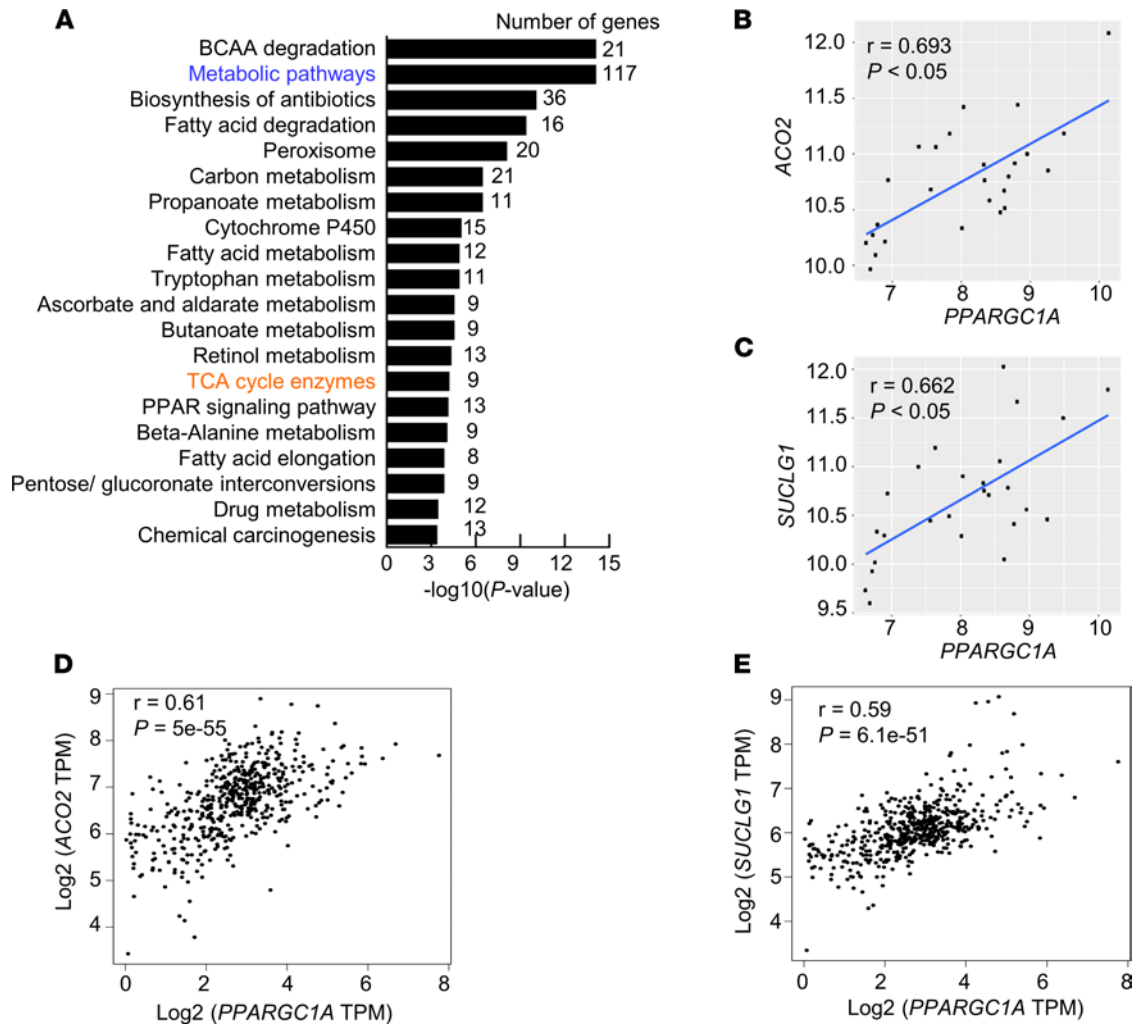 A
Number of genes
BCAA degradation 21
Metabolic pathways 117
Biosynthesis of antibiotics 36
Fatty acid degradation 16
Peroxisome 20
Carbon metabolism 21
Propanoate metabolism 11
Cytochrome P450 15
Fatty acid metabolism 12
Tryptophan metabolism 11
Ascorbate and aldarate metabolism 9
Butanoate metabolism 9
Retinol metabolism 13
TCA cycle enzymes 9
PPAR signaling pathway 13
Beta-Alanine metabolism 9
Fatty acid elongation 8
Pentose/ glucoronate interconversions 9
Drug metabolism 12
Chemical carcinogenesis 13
0 3 6 9 12 15
-log10(P-value)
B
r = 0.693
P < 0.05
ACO2
12.0
11.5
11.0
10.5
10.0
7 8 9 10
PPARGC1A
C
r = 0.662
P < 0.05
SUCLG1
12.0
11.5
11.0
10.5
10.0
9.5
7 8 9 10
PPARGC1A
D
r = 0.61
P = 5e-55
Log2 (ACO2 TPM)
9
8
7
6
5
4
0 2 4 6 8
Log2 (PPARGC1A TPM)
E
r = 0.59
P = 6.1e-51
Log2 (SUCLG1 TPM)
9
8
7
6
5
4
0 2 4 6 8
Log2 (PPARGC1A TPM)